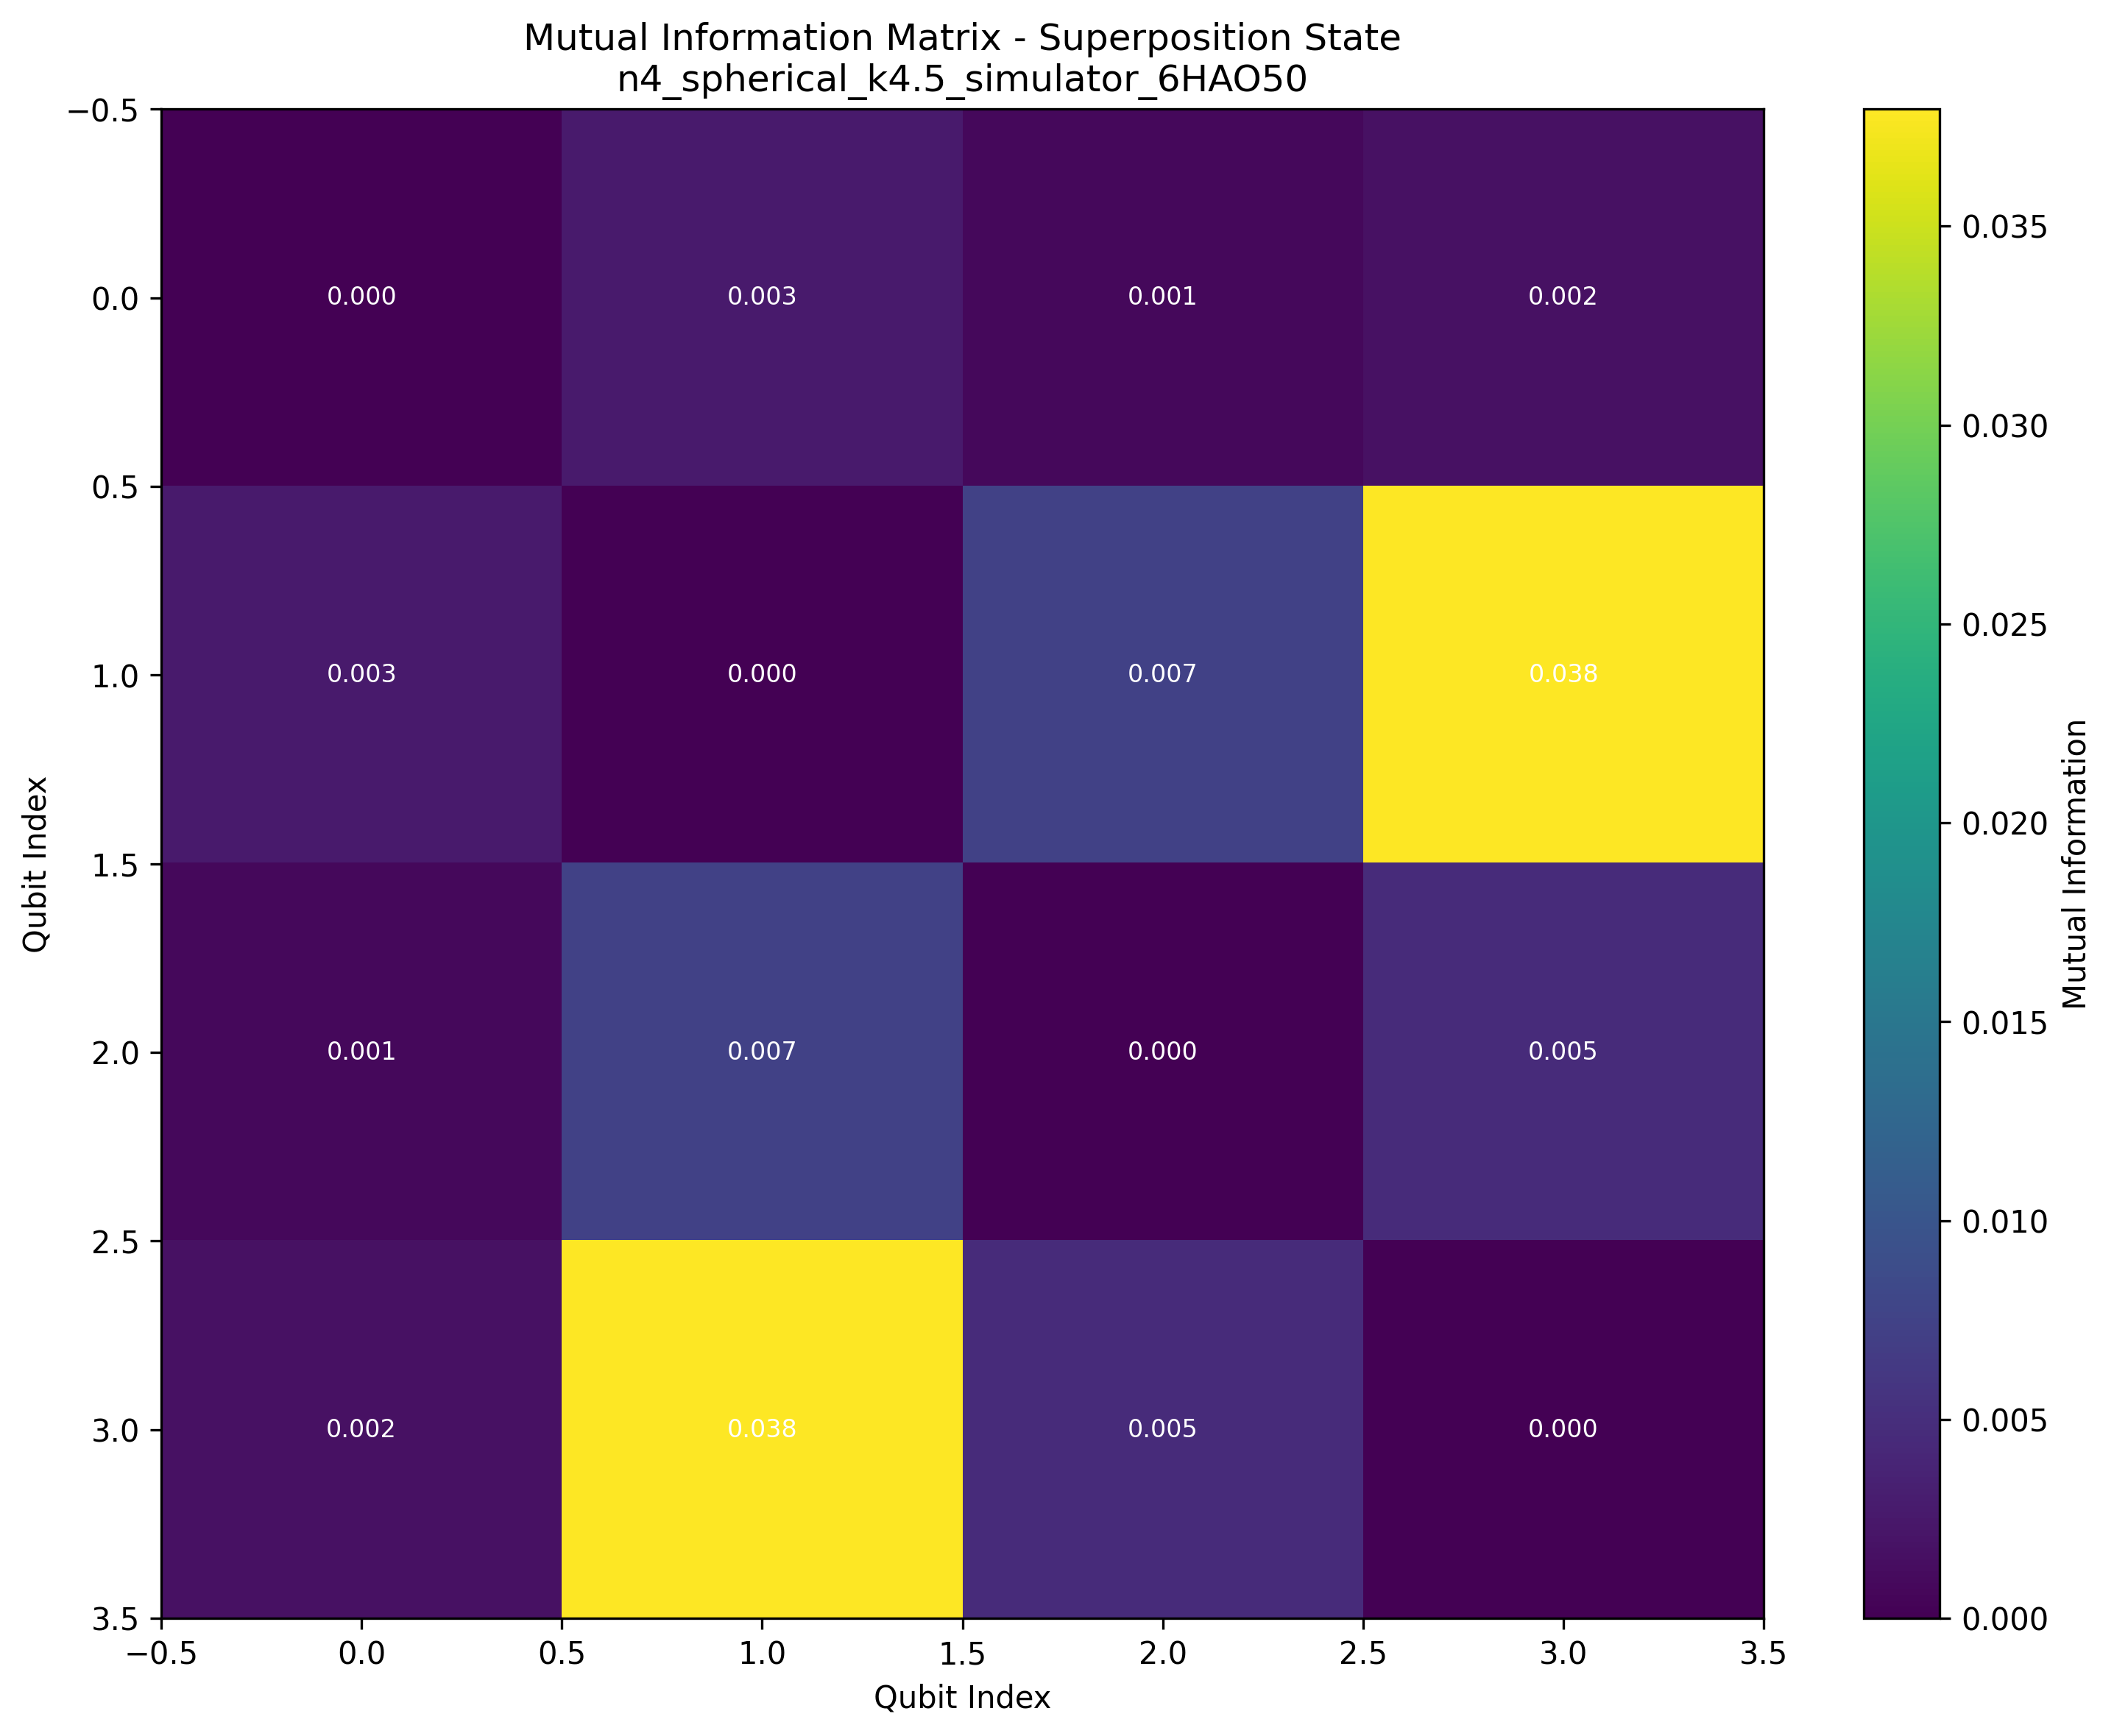 Mutual Information Matrix - Superposition State
n4_spherical_k4.5_simulator_6HAO50
−0.5
0.0
0.5
1.0
1.5
2.0
2.5
3.0
3.5
Qubit Index
0.000 0.003 0.001 0.002
0.003 0.000 0.007 0.038
0.001 0.007 0.000 0.005
0.002 0.038 0.005 0.000
−0.5 0.0 0.5 1.0 1.5 2.0 2.5 3.0 3.5
Qubit Index
0.035
0.030
0.025
0.020
0.015
0.010
0.005
0.000
Mutual Information